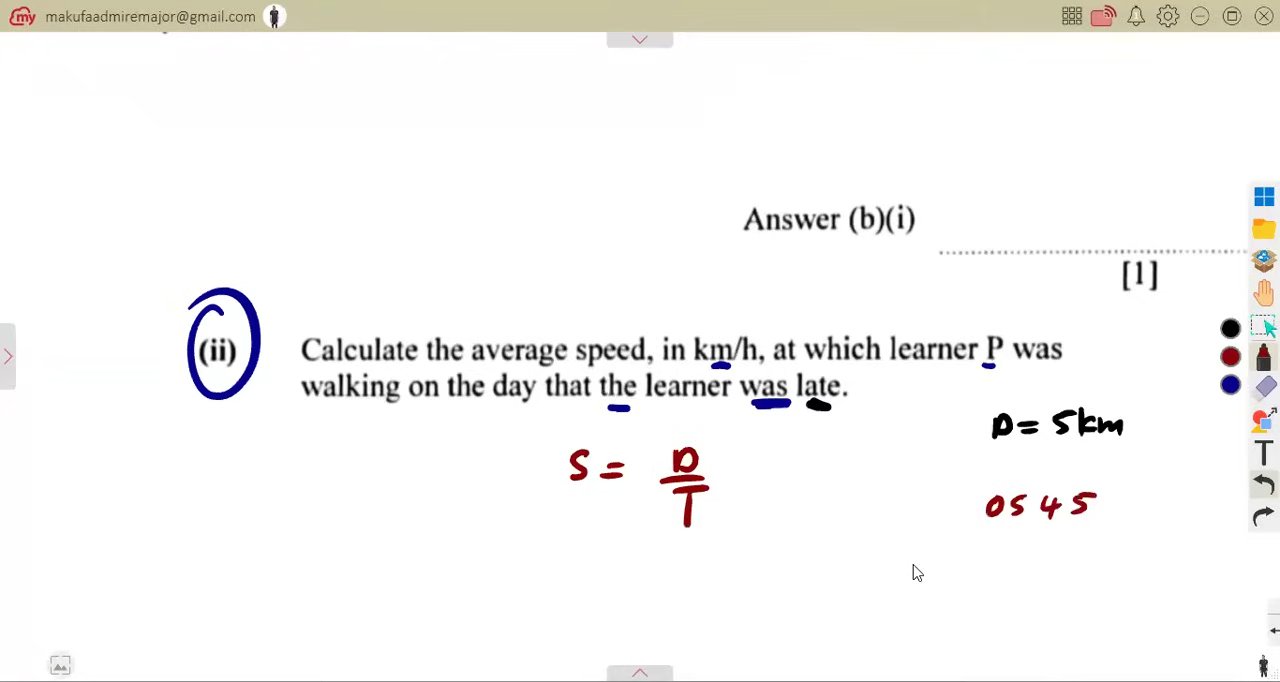 my makufaadmiremajor@gmail.com
Answer (b)(i)
[1]
(ii) Calculate the average speed, in km/h, at which learner P was
walking on the day that the learner was late.
D = 5km
S = D/T
0545
T